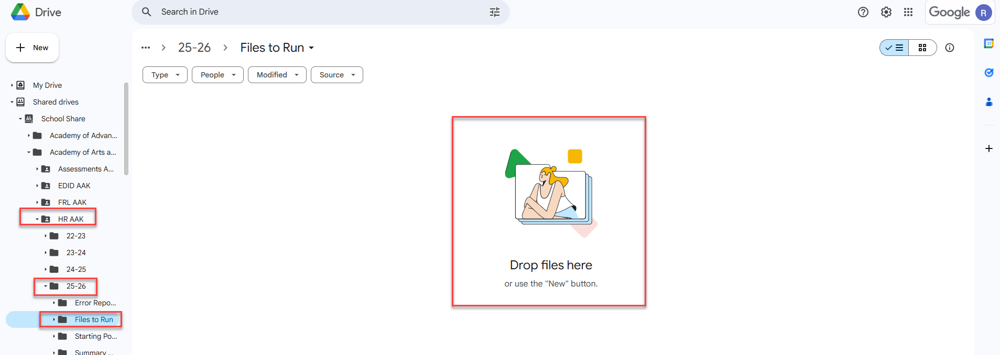 Drive
Search in Drive
Google
R
New
25-26
Files to Run
31
Type
People
Modified
Source
My Drive
Shared drives
School Share
Academy of Advan...
Academy of Arts a...
Assessments A...
EDID AAK
FRL AAK
HR AAK
22-23
23-24
24-25
25-26
Error Repo...
Files to Run
Starting Po...
Summary ...
Drop files here
or use the "New" button.